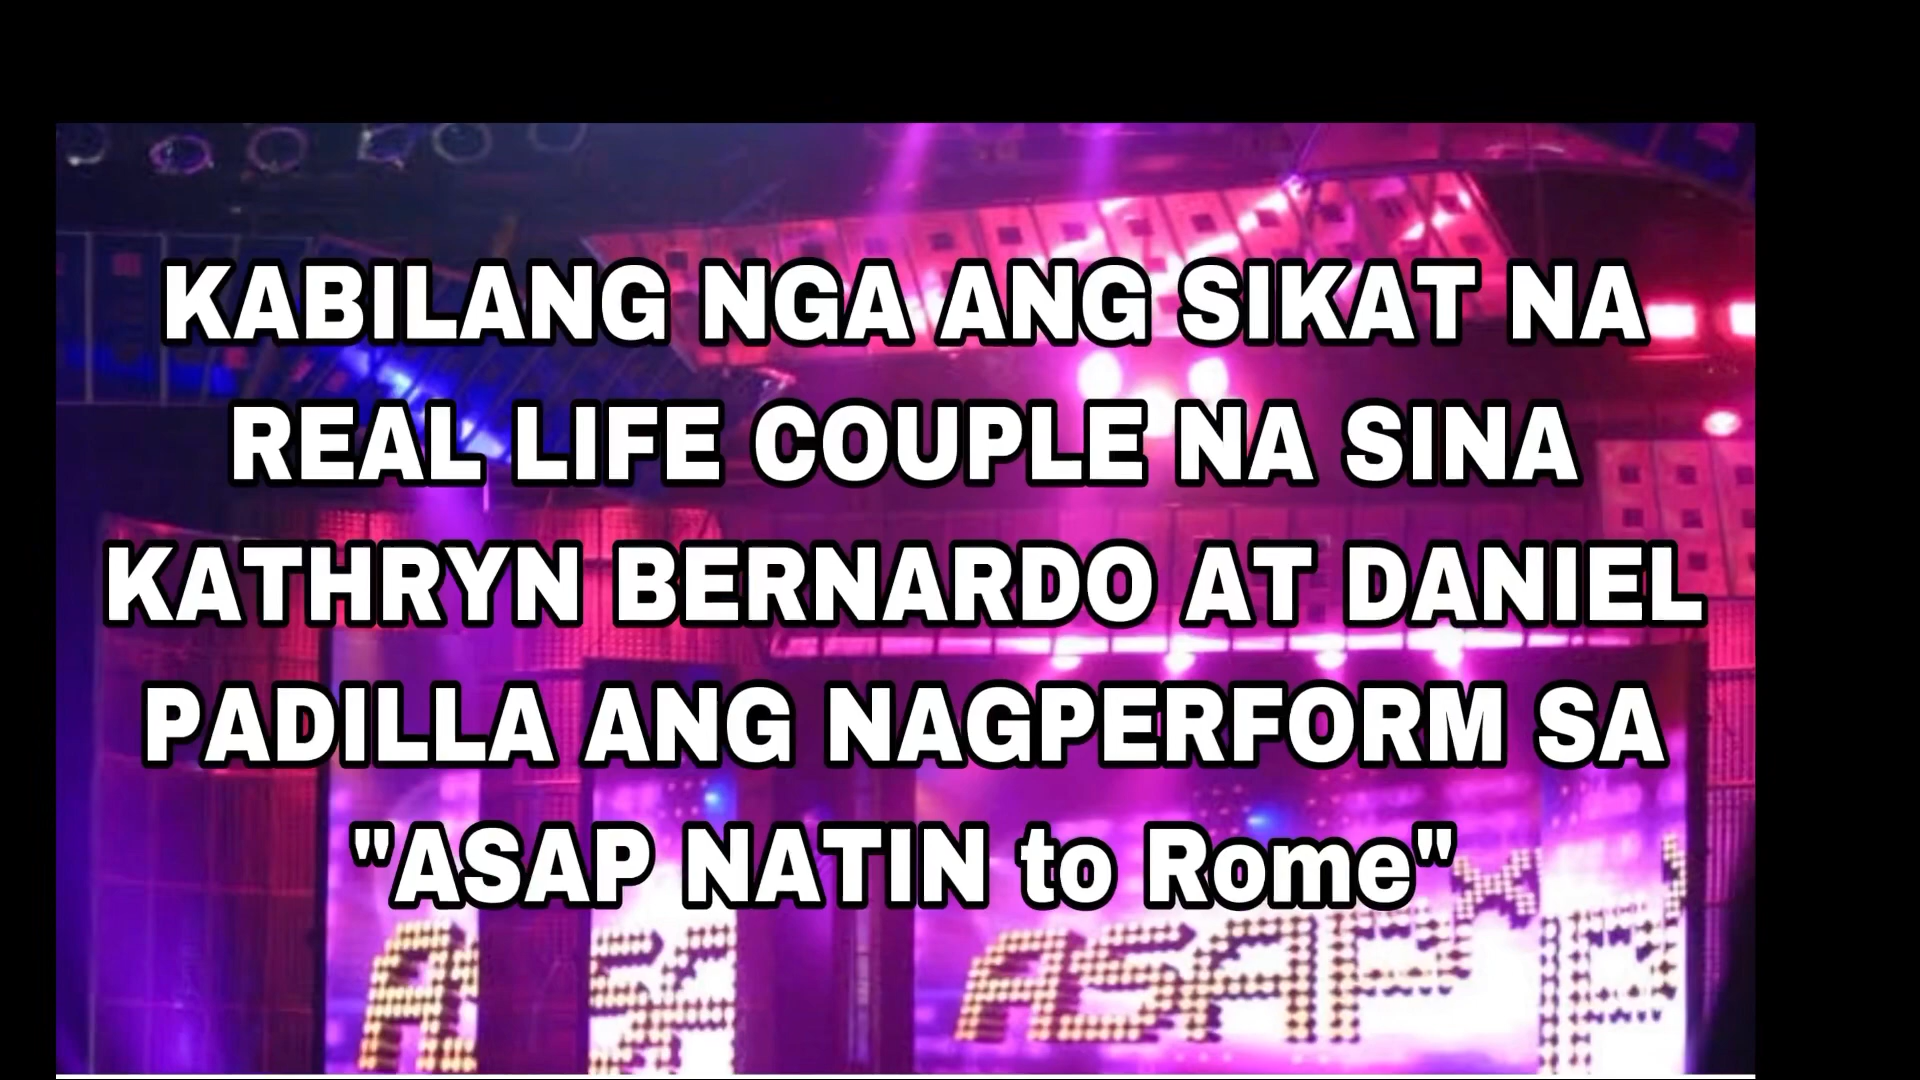 KABILANG NGA ANG SIKAT NA
REAL LIFE COUPLE NA SINA
KATHRYN BERNARDO AT DANIEL
PADILLA ANG NAGPERFORM SA
"ASAP NATIN to Rome"
ASAP